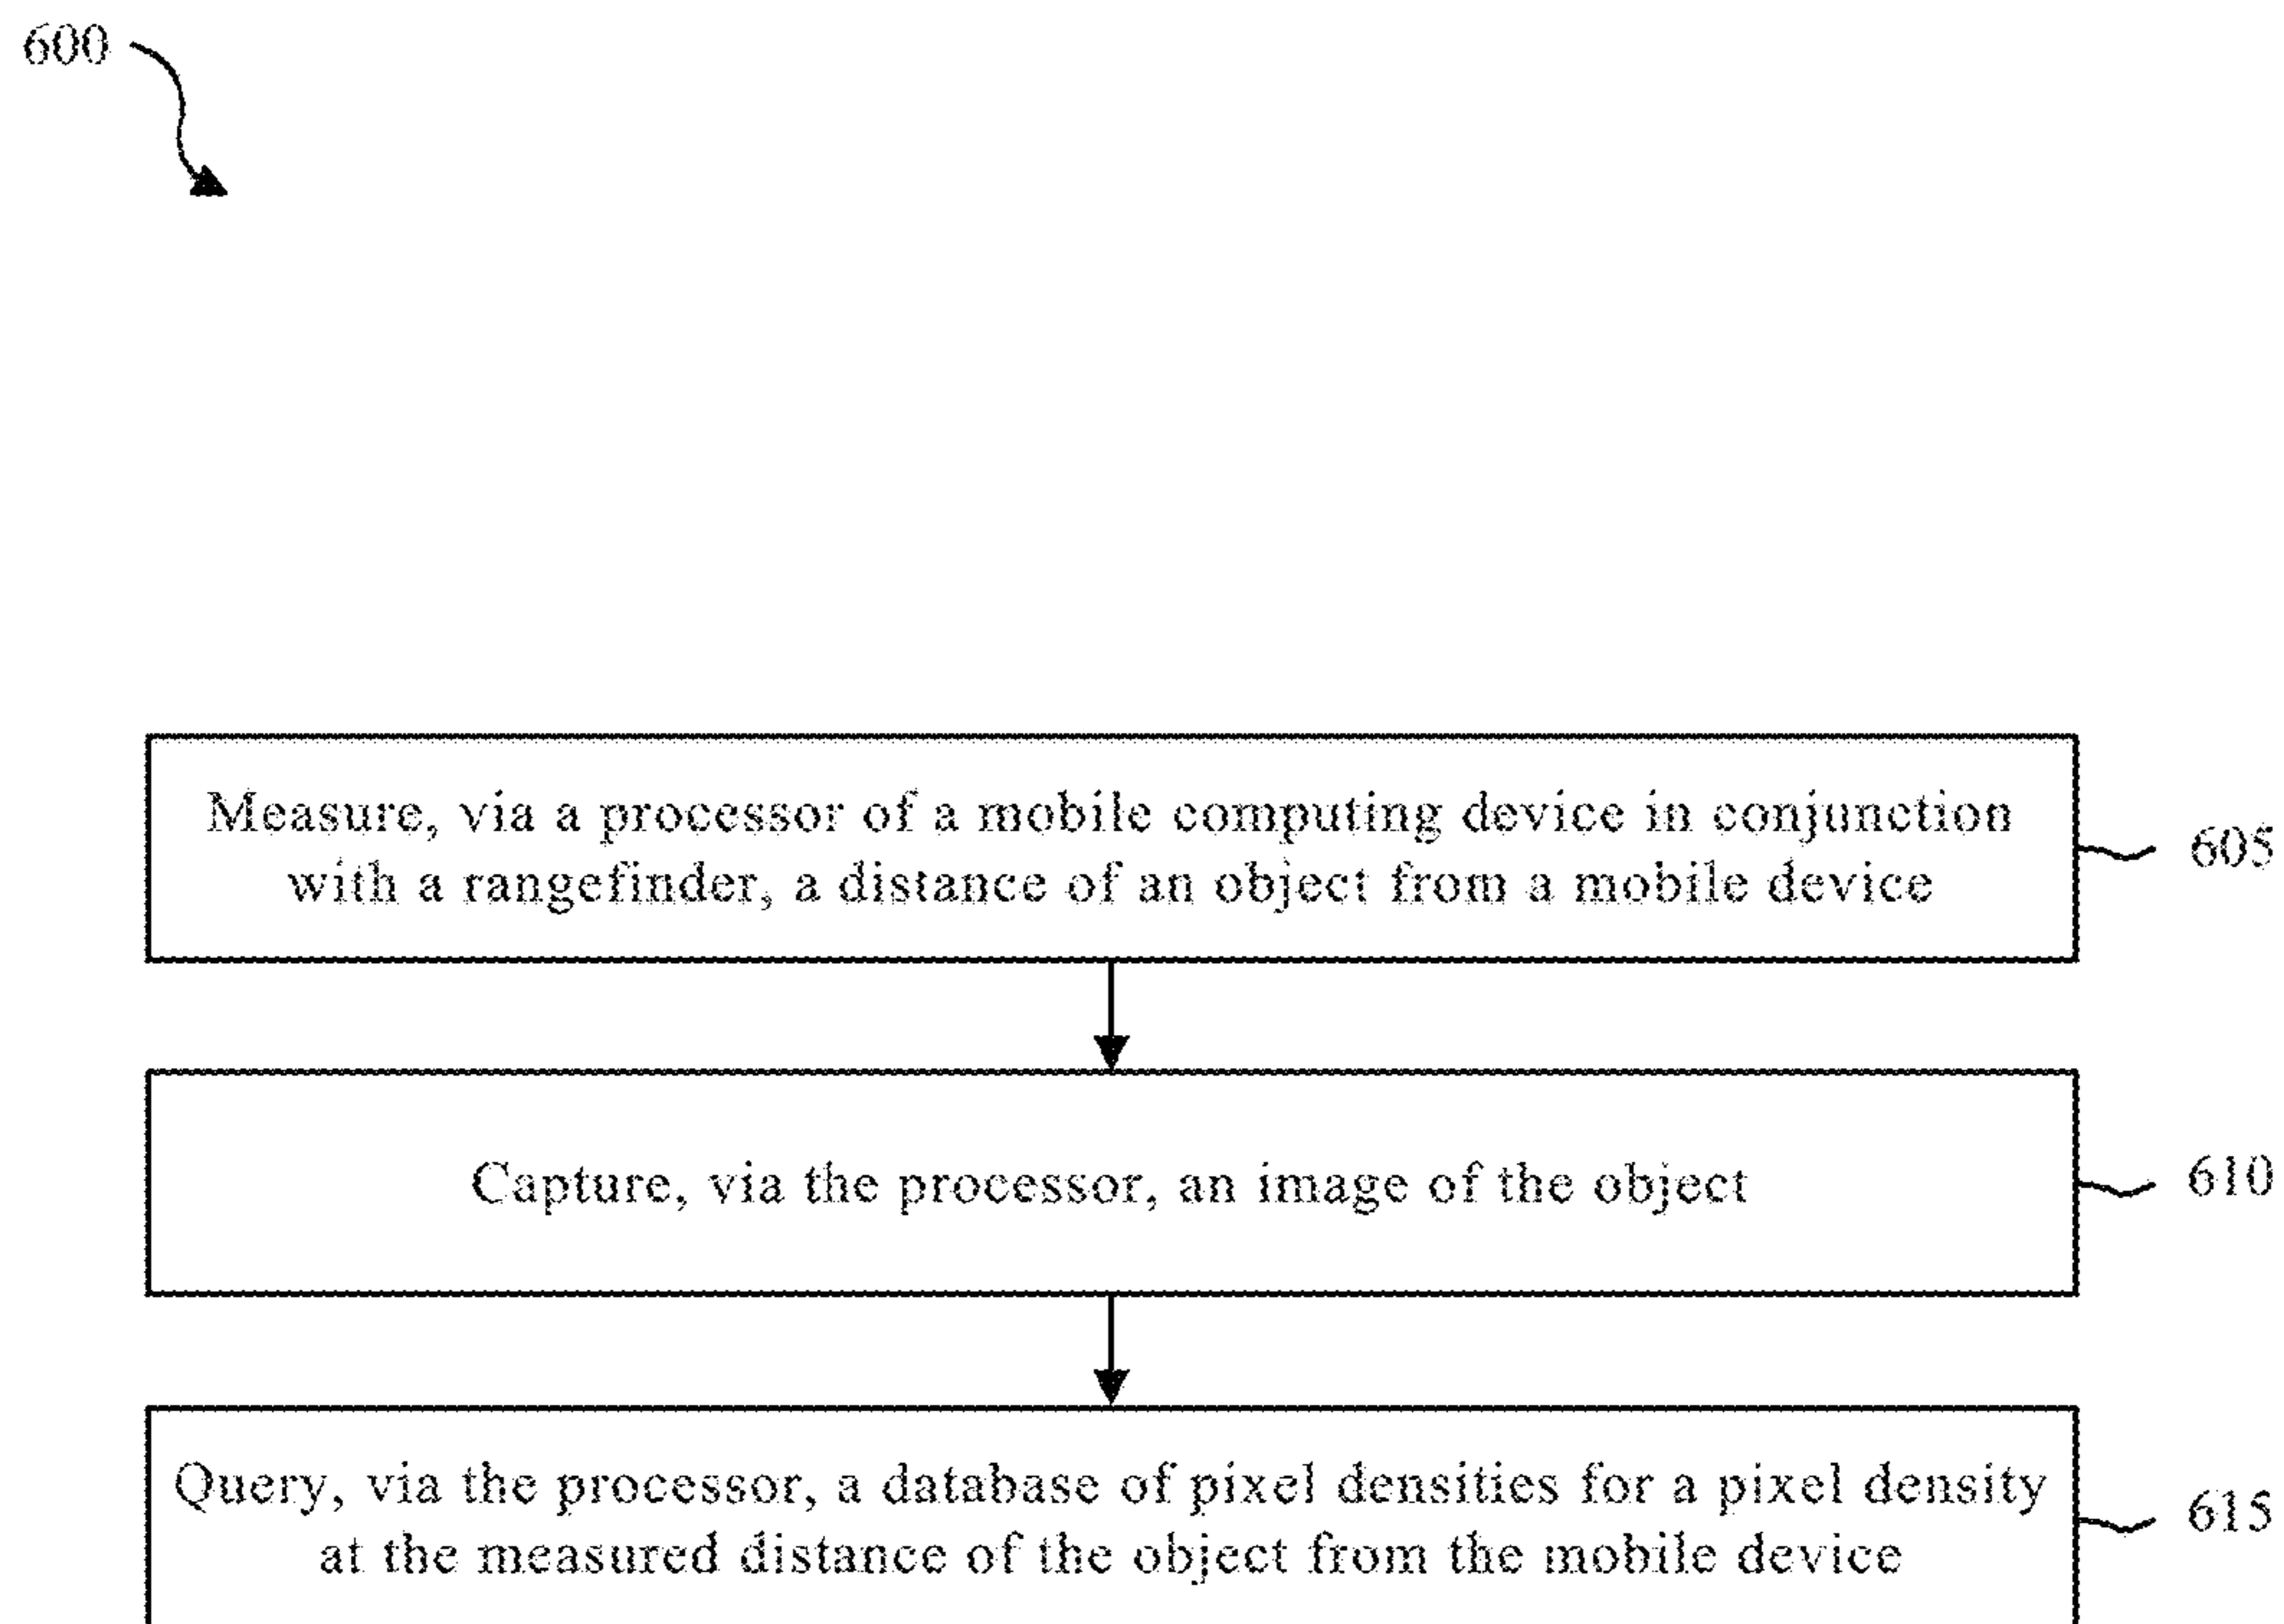 600
Measure, via a processor of a mobile computing device in conjunction
with a rangefinder, a distance of an object from a mobile device
605
Capture, via the processor, an image of the object
610
Query, via the processor, a database of pixel densities for a pixel density
at the measured distance of the object from the mobile device
615